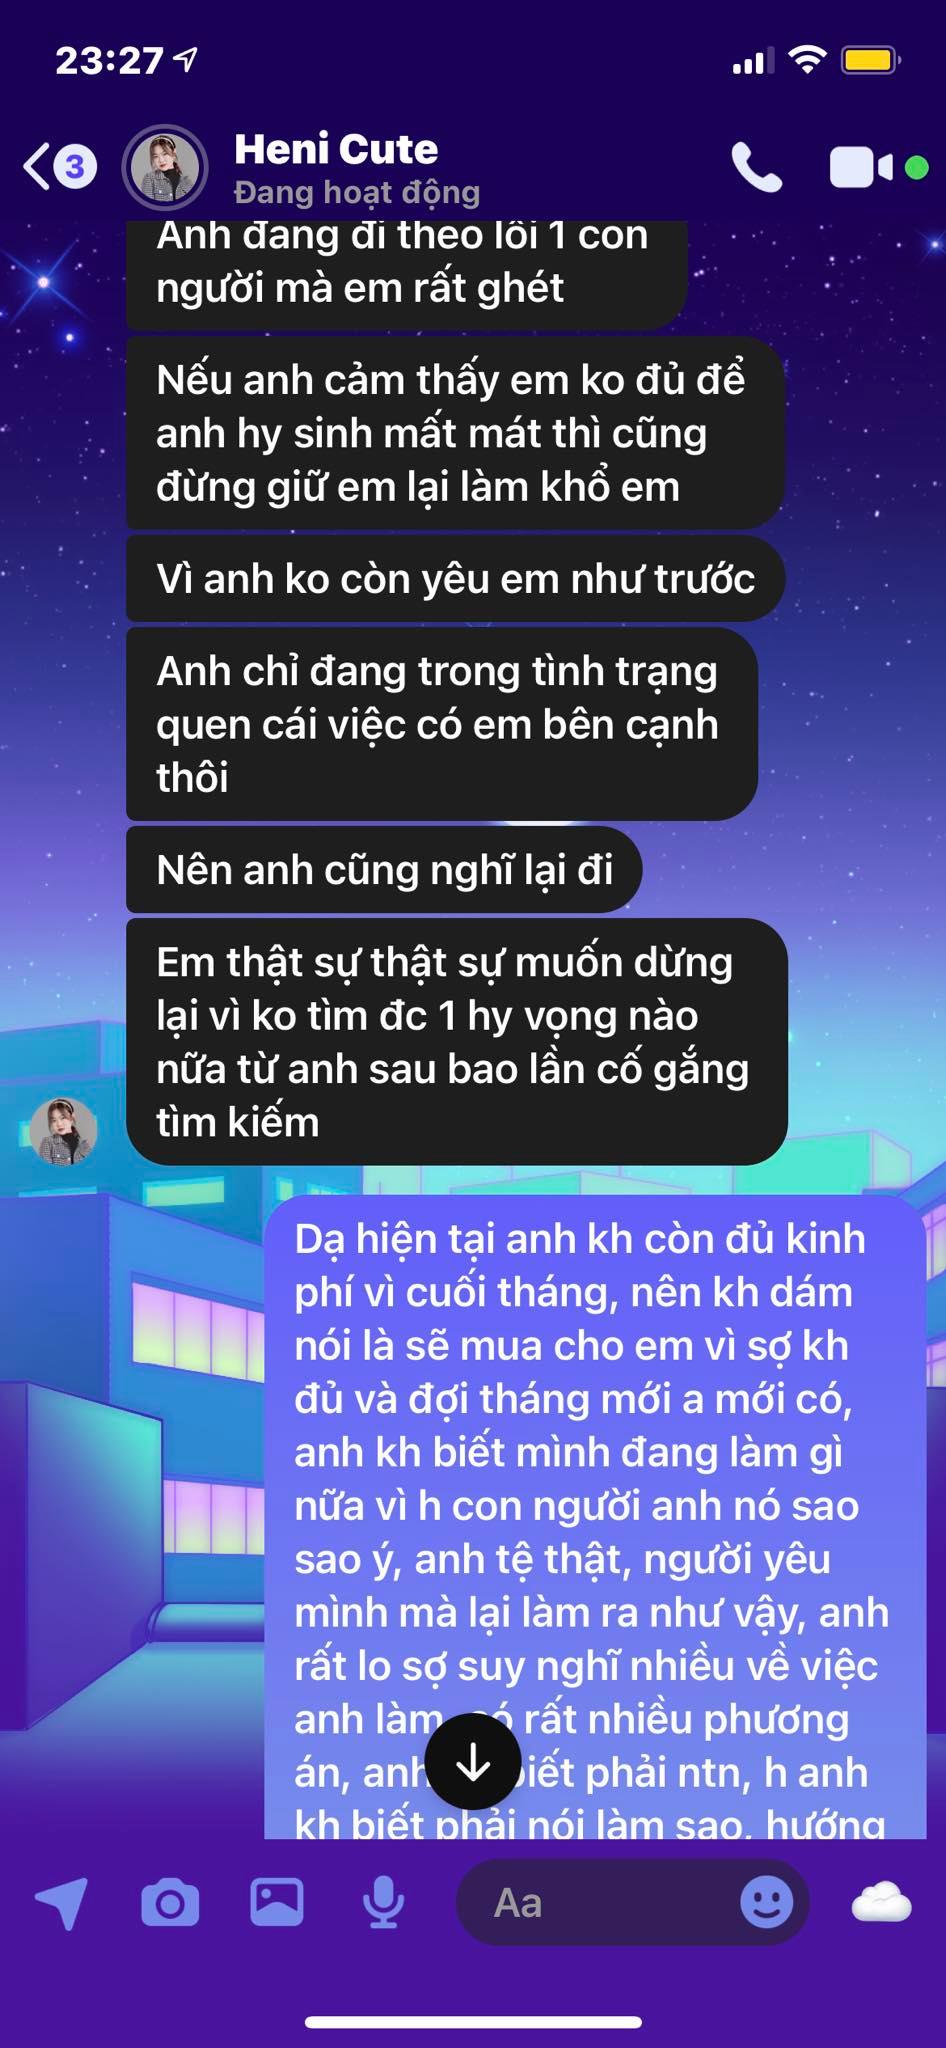 23:27
3
Heni Cute
Đang hoạt động
Anh đang đi theo lối 1 con
người mà em rất ghét
Nếu anh cảm thấy em ko đủ để
anh hy sinh mất mát thì cũng
đừng giữ em lại làm khổ em
Vì anh ko còn yêu em như trước
Anh chỉ đang trong tình trạng
quen cái việc có em bên cạnh
thôi
Nên anh cũng nghĩ lại đi
Em thật sự thật sự muốn dừng
lại vì ko tìm đc 1 hy vọng nào
nữa từ anh sau bao lần cố gắng
tìm kiếm
Dạ hiện tại anh kh còn đủ kinh
phí vì cuối tháng, nên kh dám
nói là sẽ mua cho em vì sợ kh
đủ và đợi tháng mới a mới có,
anh kh biết mình đang làm gì
nữa vì h con người anh nó sao
sao ý, anh tệ thật, người yêu
mình mà lại làm ra như vậy, anh
rất lo sợ suy nghĩ nhiều về việc
anh làm có rất nhiều phương
án, anh biết phải ntn, h anh
kh biết phải nói làm sao, hướng
Aa